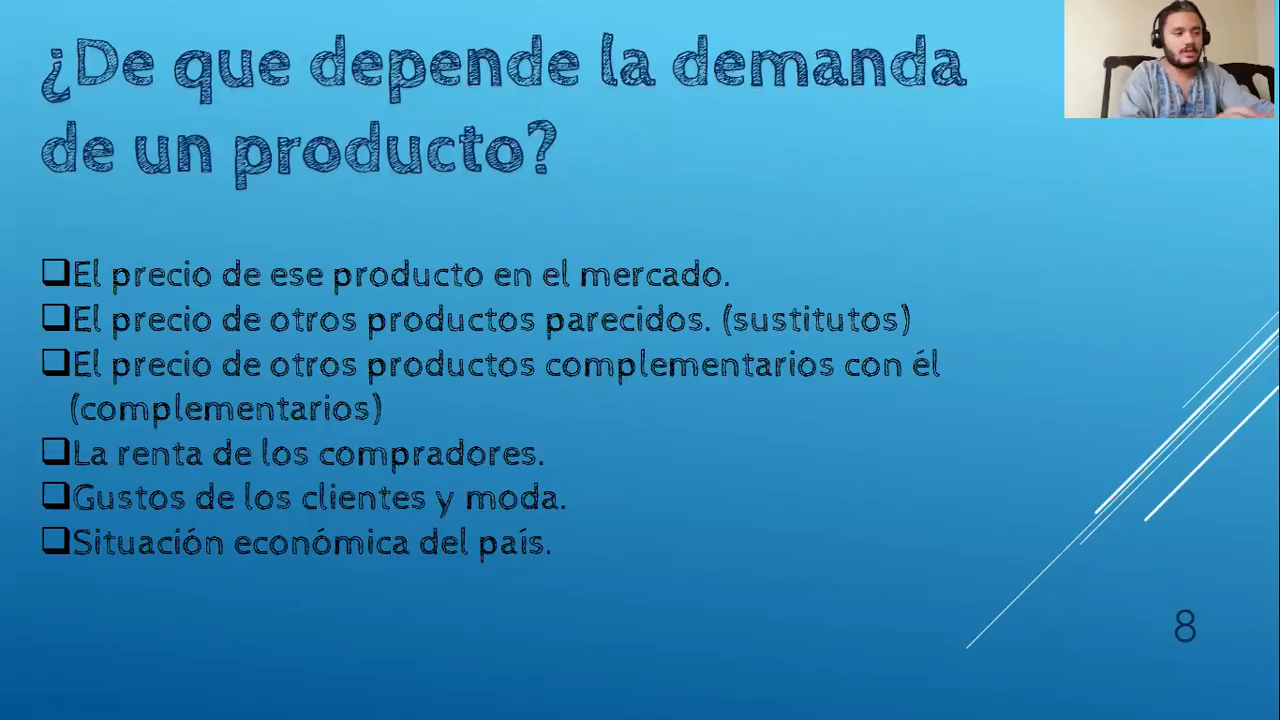 ¿De que depende la demanda
de un producto?
❑El precio de ese producto en el mercado.
❑El precio de otros productos parecidos. (sustitutos)
❑El precio de otros productos complementarios con él
(complementarios)
❑La renta de los compradores.
❑Gustos de los clientes y moda.
❑Situación económica del país.
8